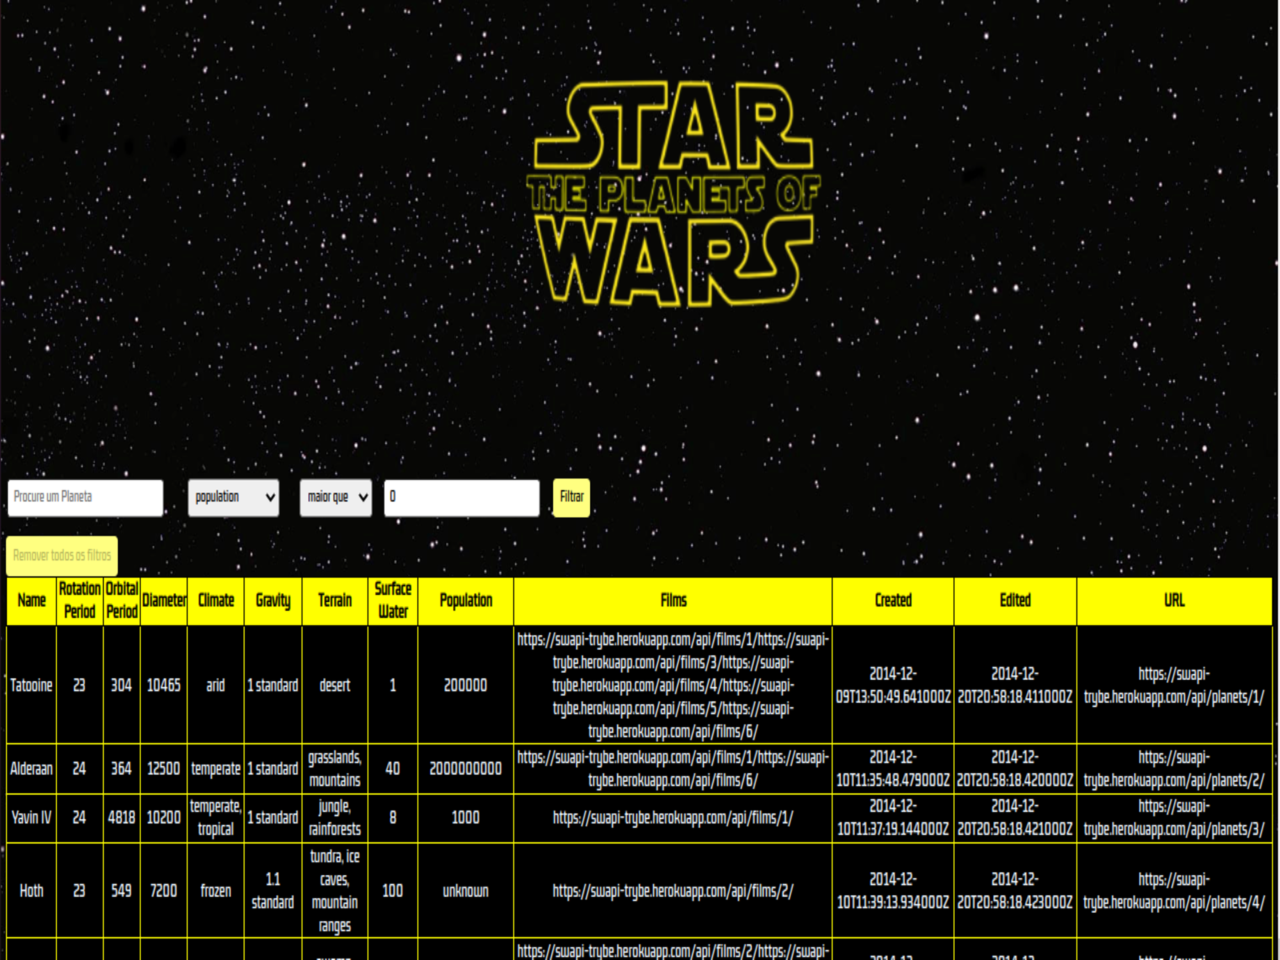 STAR
THE PLANETS OF
WARS
Procure um Planeta
population
maior que
0
Filtrar
Remover todos os filtros
Name Rotation Period Orbital Period Diameter Climate Gravity Terrain Surface Water Population Films Created Edited URL
Tatooine 23 304 10465 arid 1 standard desert 1 200000 https://swapi-trybe.herokuapp.com/api/films/1/https://swapi-trybe.herokuapp.com/api/films/3/https://swapi-trybe.herokuapp.com/api/films/4/https://swapi-trybe.herokuapp.com/api/films/5/https://swapi-trybe.herokuapp.com/api/films/6/ 2014-12-09T13:50:49.641000Z 2014-12-20T20:58:18.411000Z https://swapi-trybe.herokuapp.com/api/planets/1/
Alderaan 24 364 12500 temperate 1 standard grasslands, mountains 40 2000000000 https://swapi-trybe.herokuapp.com/api/films/1/https://swapi-trybe.herokuapp.com/api/films/6/ 2014-12-10T11:35:48.479000Z 2014-12-20T20:58:18.420000Z https://swapi-trybe.herokuapp.com/api/planets/2/
Yavin IV 24 4818 10200 temperate, tropical 1 standard jungle, rainforests 8 1000 https://swapi-trybe.herokuapp.com/api/films/1/ 2014-12-10T11:37:19.144000Z 2014-12-20T20:58:18.421000Z https://swapi-trybe.herokuapp.com/api/planets/3/
Hoth 23 549 7200 frozen 1.1 standard tundra, ice caves, mountain ranges 100 unknown https://swapi-trybe.herokuapp.com/api/films/2/ 2014-12-10T11:39:13.934000Z 2014-12-20T20:58:18.423000Z https://swapi-trybe.herokuapp.com/api/planets/4/
https://swapi-trybe.herokuapp.com/api/films/2/https://swapi-